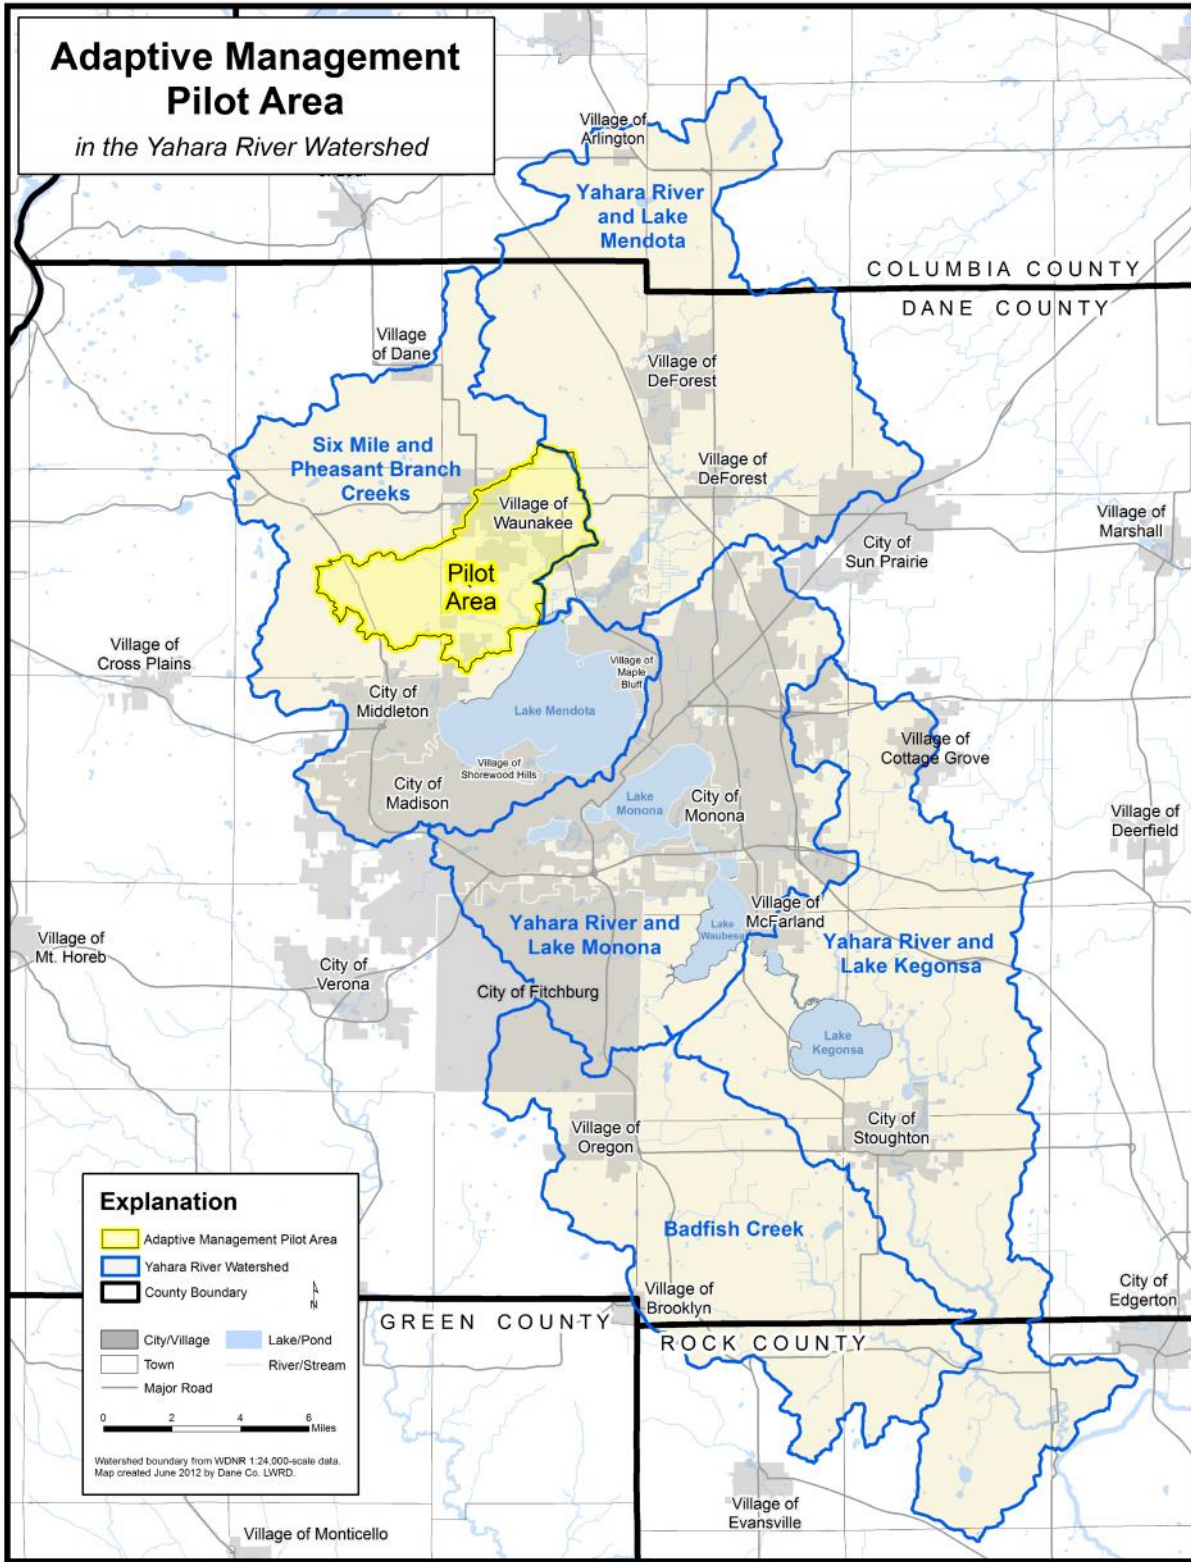 Adaptive Management
Pilot Area
in the Yahara River Watershed
Village of
Arlington
Yahara River
and Lake
Mendota
COLUMBIA COUNTY
DANE COUNTY
Village
of Dane
Village of
DeForest
Six Mile and
Pheasant Branch
Creeks
Village of
DeForest
Village of
Waunakee
Village of
Marshall
City of
Sun Prairie
Pilot
Area
Village of
Cross Plains
Village of
Maple
Bluff
City of
Middleton
Lake Mendota
Village of
Cottage Grove
Village of
Shorewood Hills
City of
Madison
Lake
Monona
City of
Monona
Village of
Deerfield
Village of
McFarland
Yahara River and
Lake Monona
Lake
Waubesa
Yahara River and
Lake Kegonsa
Village of
Mt. Horeb
City of
Verona
City of Fitchburg
Lake
Kegonsa
City of
Stoughton
Village of
Oregon
Badfish Creek
Village of
Brooklyn
City of
Edgerton
GREEN COUNTY
ROCK COUNTY
Explanation
Adaptive Management Pilot Area
Yahara River Watershed
County Boundary
N
City/Village
Lake/Pond
Town
River/Stream
Major Road
0 2 4 6
Miles
Watershed boundary from WDNR 1:24,000-scale data.
Map created June 2012 by Dane Co. LWRD.
Village of
Evansville
Village of Monticello